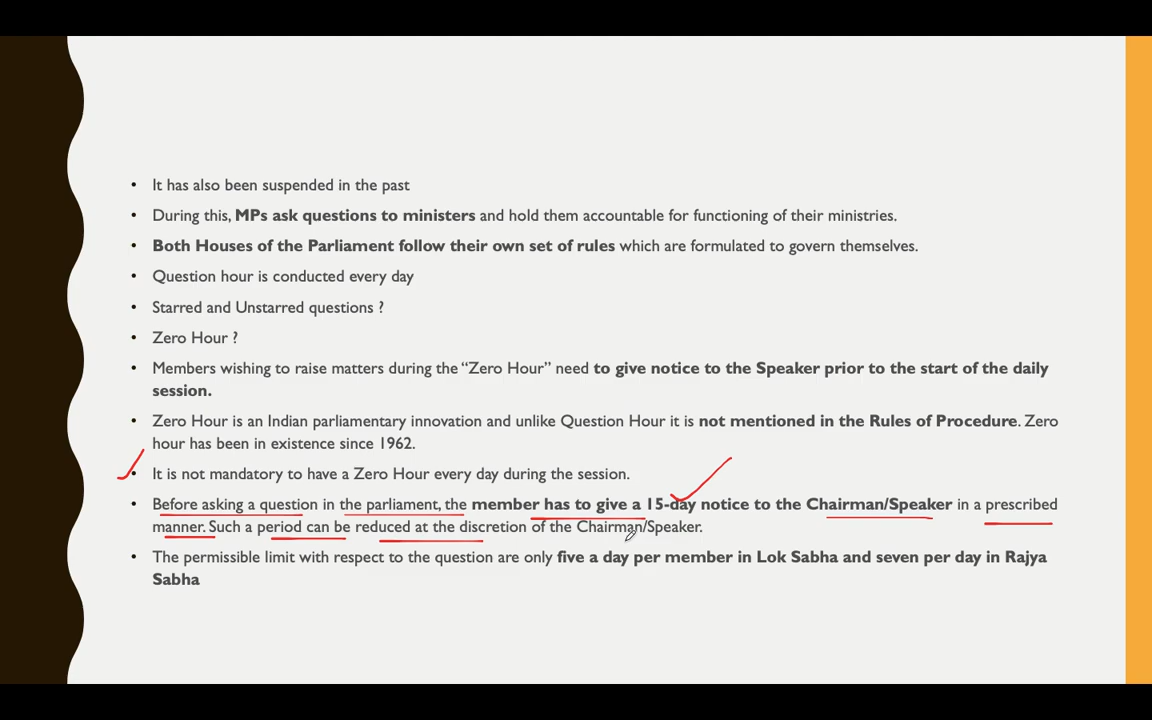 • It has also been suspended in the past
• During this, MPs ask questions to ministers and hold them accountable for functioning of their ministries.
• Both Houses of the Parliament follow their own set of rules which are formulated to govern themselves.
• Question hour is conducted every day
• Starred and Unstarred questions ?
• Zero Hour ?
• Members wishing to raise matters during the “Zero Hour” need to give notice to the Speaker prior to the start of the daily
session.
• Zero Hour is an Indian parliamentary innovation and unlike Question Hour it is not mentioned in the Rules of Procedure. Zero
hour has been in existence since 1962.
• It is not mandatory to have a Zero Hour every day during the session.
• Before asking a question in the parliament, the member has to give a 15-day notice to the Chairman/Speaker in a prescribed
manner. Such a period can be reduced at the discretion of the Chairman/Speaker.
• The permissible limit with respect to the question are only five a day per member in Lok Sabha and seven per day in Rajya
Sabha